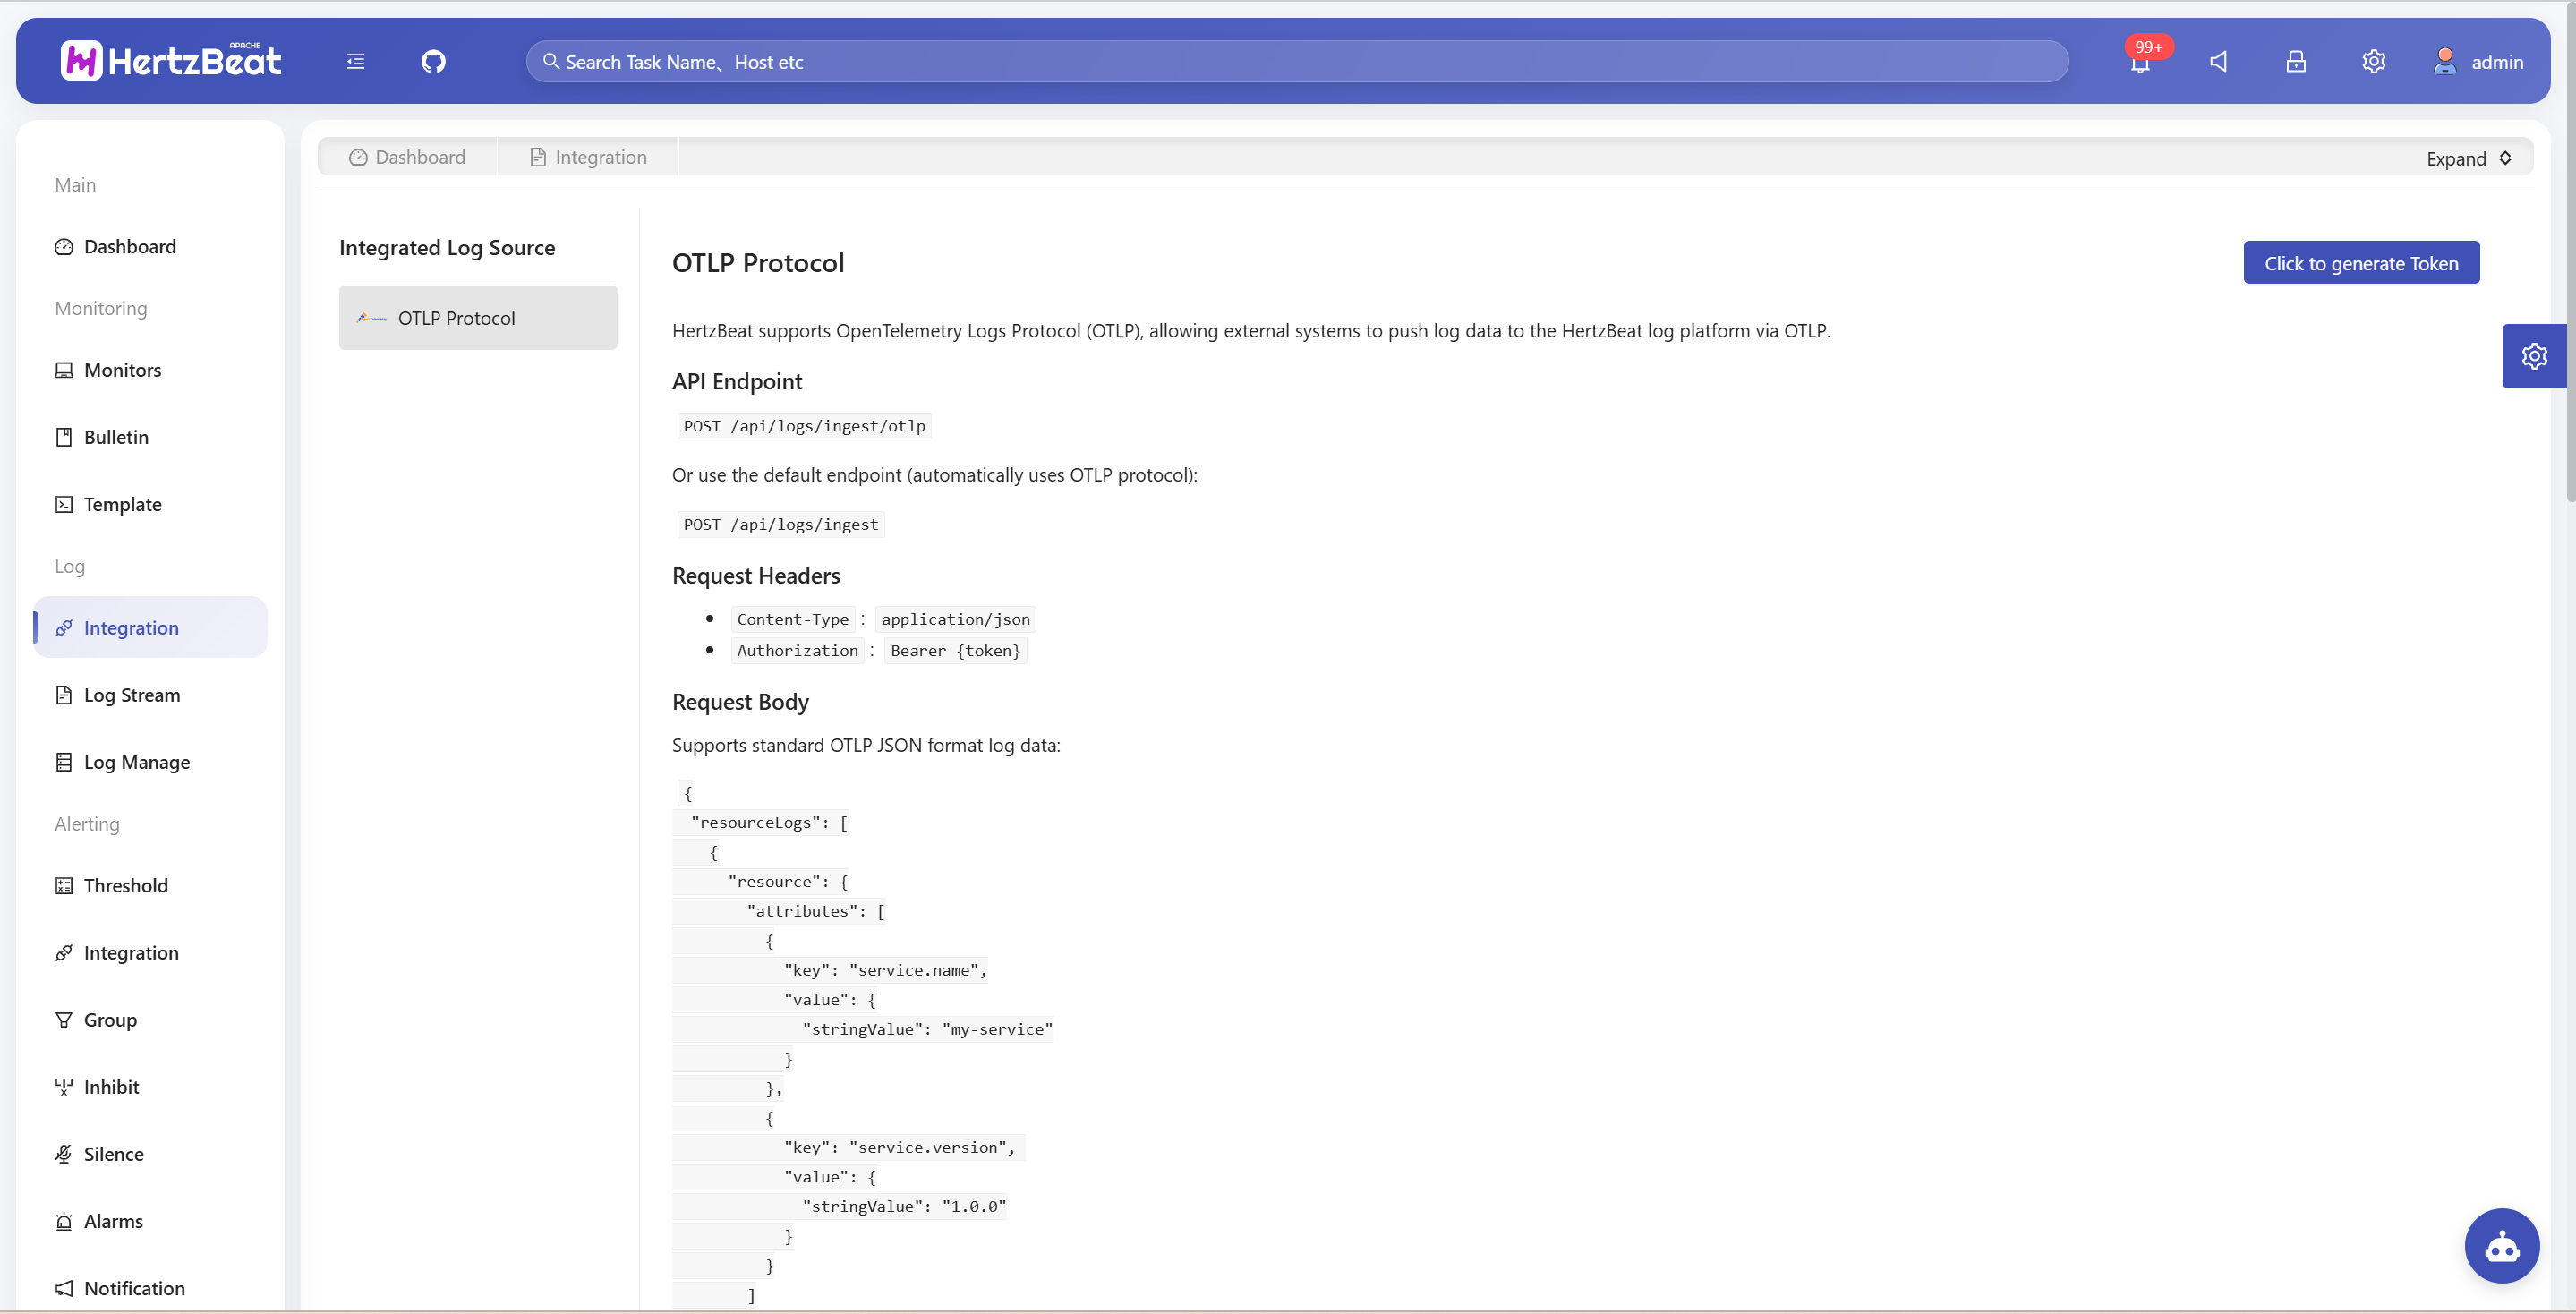 APACHE
HertzBeat
Search Task Name、Host etc
99+
admin
Main
Dashboard
Monitoring
Monitors
Bulletin
Template
Log
Integration
Log Stream
Log Manage
Alerting
Threshold
Integration
Group
Inhibit
Silence
Alarms
Notification
Dashboard
Integration
Expand
Integrated Log Source
OTLP Protocol
OTLP Protocol
Click to generate Token
HertzBeat supports OpenTelemetry Logs Protocol (OTLP), allowing external systems to push log data to the HertzBeat log platform via OTLP.
API Endpoint
POST /api/logs/ingest/otlp
Or use the default endpoint (automatically uses OTLP protocol):
POST /api/logs/ingest
Request Headers
• Content-Type : application/json
• Authorization : Bearer {token}
Request Body
Supports standard OTLP JSON format log data:
{
"resourceLogs": [
{
"resource": {
"attributes": [
{
"key": "service.name",
"value": {
"stringValue": "my-service"
}
},
{
"key": "service.version",
"value": {
"stringValue": "1.0.0"
}
}
]